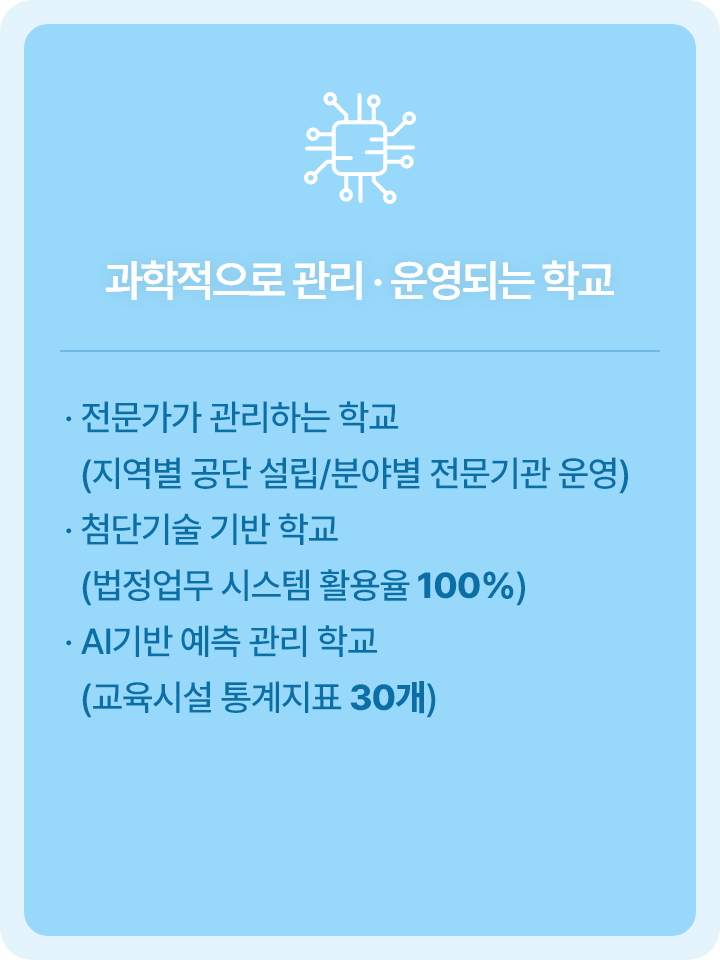 과학적으로 관리 · 운영되는 학교
· 전문가가 관리하는 학교
(지역별 공단 설립/분야별 전문기관 운영)
· 첨단기술 기반 학교
(법정업무 시스템 활용율 100%)
· AI기반 예측 관리 학교
(교육시설 통계지표 30개)